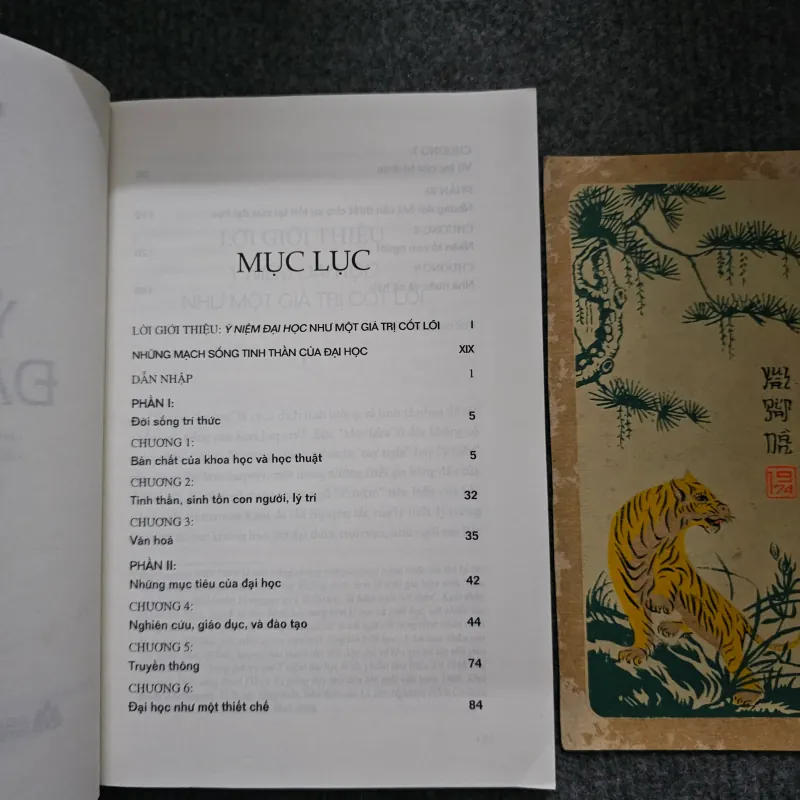 MỤC LỤC
LỜI GIỚI THIỆU: Ý NIỆM ĐẠI HỌC NHƯ MỘT GIÁ TRỊ CỐT LÕI I
NHỮNG MẠCH SỐNG TINH THẦN CỦA ĐẠI HỌC XIX
DẪN NHẬP 1
PHẦN I:
Đời sống trí thức 5
CHƯƠNG 1:
Bản chất của khoa học và học thuật 5
CHƯƠNG 2:
Tinh thần, sinh tồn con người, lý trí 32
CHƯƠNG 3:
Văn hoá 35
PHẦN II:
Những mục tiêu của đại học 42
CHƯƠNG 4:
Nghiên cứu, giáo dục, và đào tạo 44
CHƯƠNG 5:
Truyền thông 74
CHƯƠNG 6:
Đại học như một thiết chế 84
1974